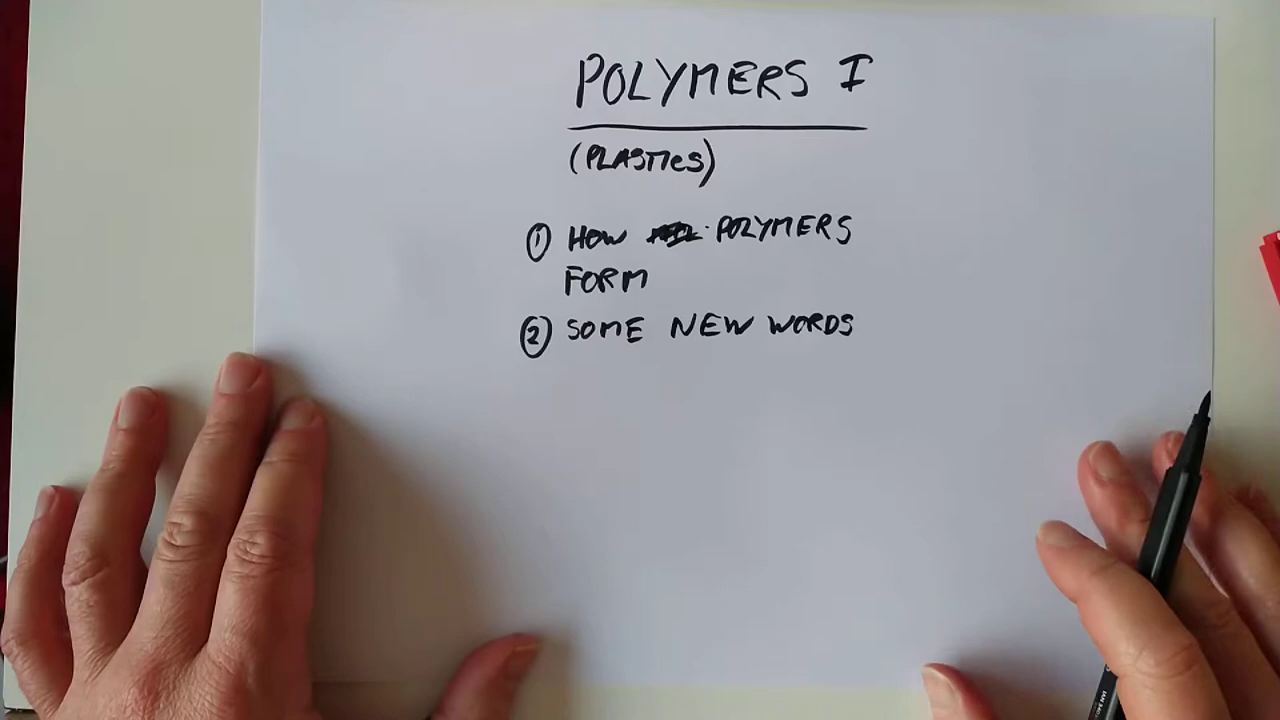 POLYMERS I
(PLASTICS)
① HOW POLYMERS
FORM
② SOME NEW WORDS